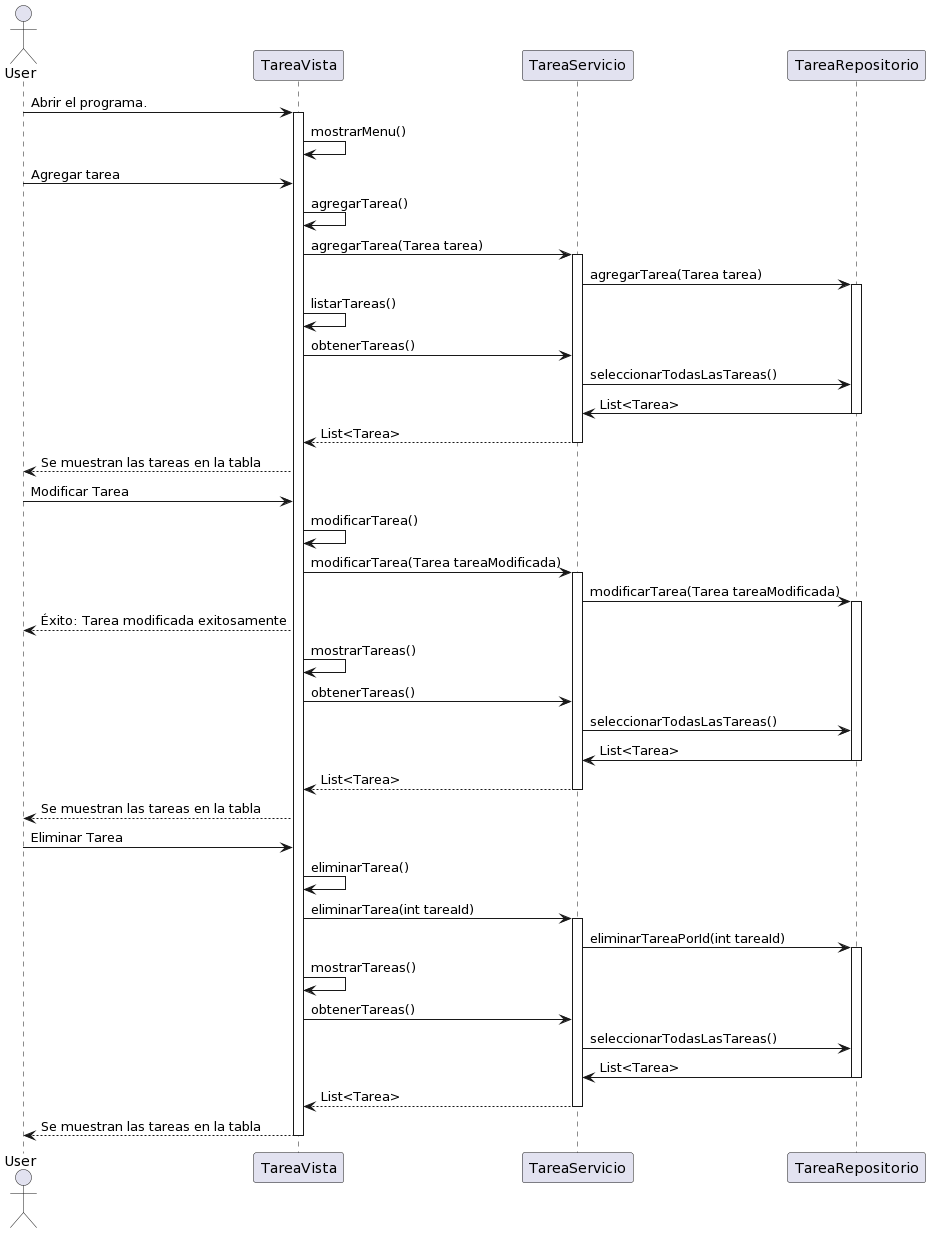 User
TareaVista
TareaServicio
TareaRepositorio
Abrir el programa.
mostrarMenu()
Agregar tarea
agregarTarea()
agregarTarea(Tarea tarea)
agregarTarea(Tarea tarea)
listarTareas()
obtenerTareas()
seleccionarTodasLasTareas()
List<Tarea>
List<Tarea>
Se muestran las tareas en la tabla
Modificar Tarea
modificarTarea()
modificarTarea(Tarea tareaModificada)
modificarTarea(Tarea tareaModificada)
Éxito: Tarea modificada exitosamente
mostrarTareas()
obtenerTareas()
seleccionarTodasLasTareas()
List<Tarea>
List<Tarea>
Se muestran las tareas en la tabla
Eliminar Tarea
eliminarTarea()
eliminarTarea(int tareaId)
eliminarTareaPorId(int tareaId)
mostrarTareas()
obtenerTareas()
seleccionarTodasLasTareas()
List<Tarea>
List<Tarea>
Se muestran las tareas en la tabla
User
TareaVista
TareaServicio
TareaRepositorio